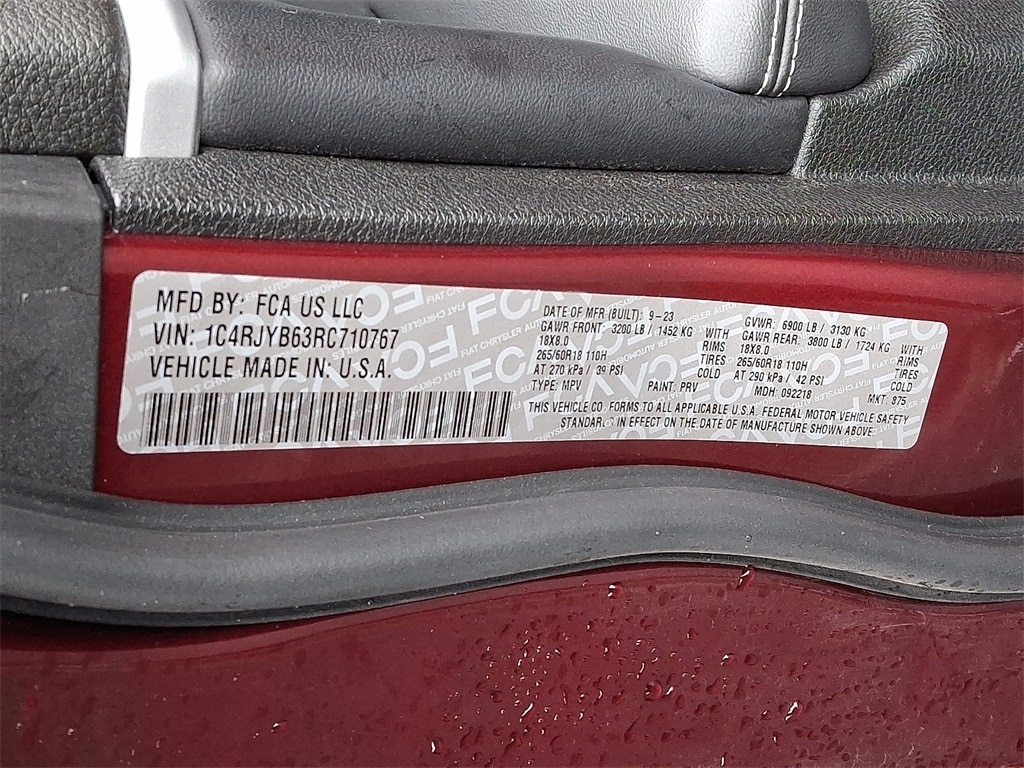 MFD BY: FCA US LLC
VIN: 1C4RJYB63RC710767
VEHICLE MADE IN: U.S.A.
DATE OF MFR (BUILT): 9-23 GVWR: 6900 LB / 3130 KG
GAWR FRONT: 3200 LB / 1452 KG WITH GAWR REAR: 3800 LB / 1724 KG WITH
18X8.0 RIMS 18X8.0 RIMS
265/60R18 110H TIRES 265/60R18 110H TIRES
AT 270 kPa / 39 PSI COLD AT 290 kPa / 42 PSI COLD
TYPE: MPV PAINT: PRV MDH: 092218 MKT: 875
THIS VEHICLE CO. FORMS TO ALL APPLICABLE U.S.A. FEDERAL MOTOR VEHICLE SAFETY
STANDAR. IN EFFECT ON THE DATE OF MANUFACTURE SHOWN ABOVE.